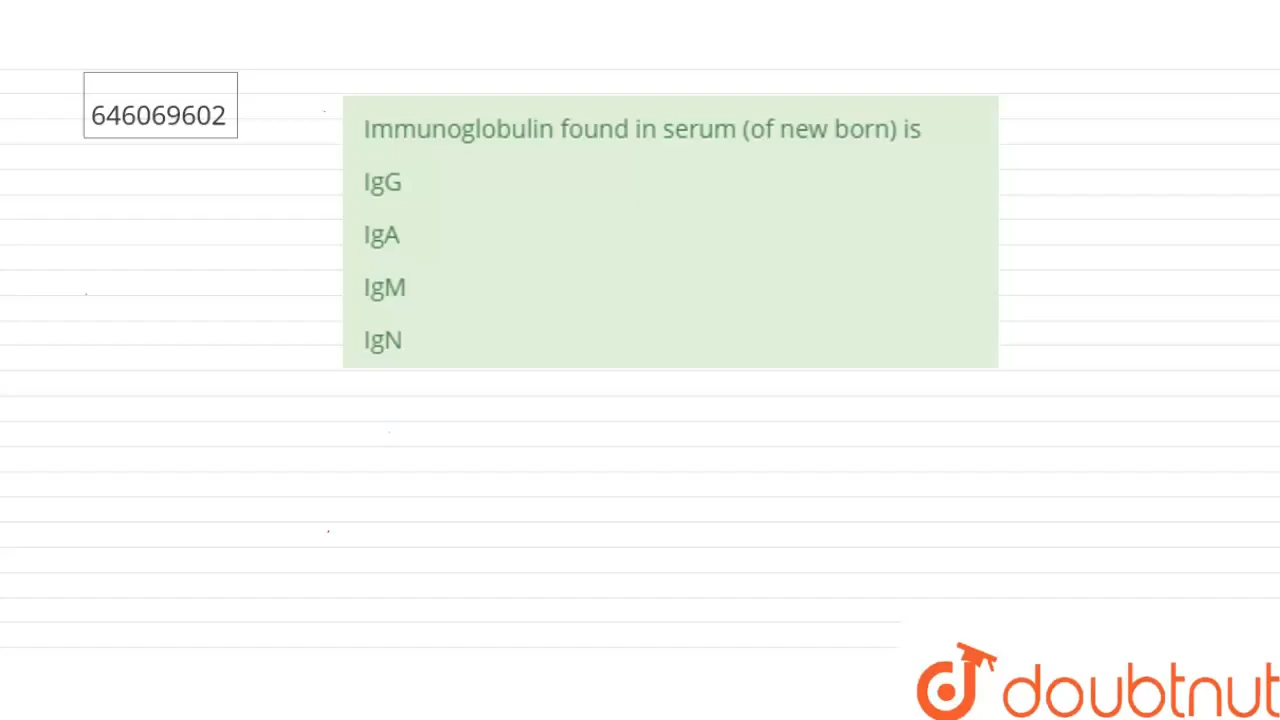 646069602
Immunoglobulin found in serum (of new born) is
IgG
IgA
IgM
IgN
doubtnut